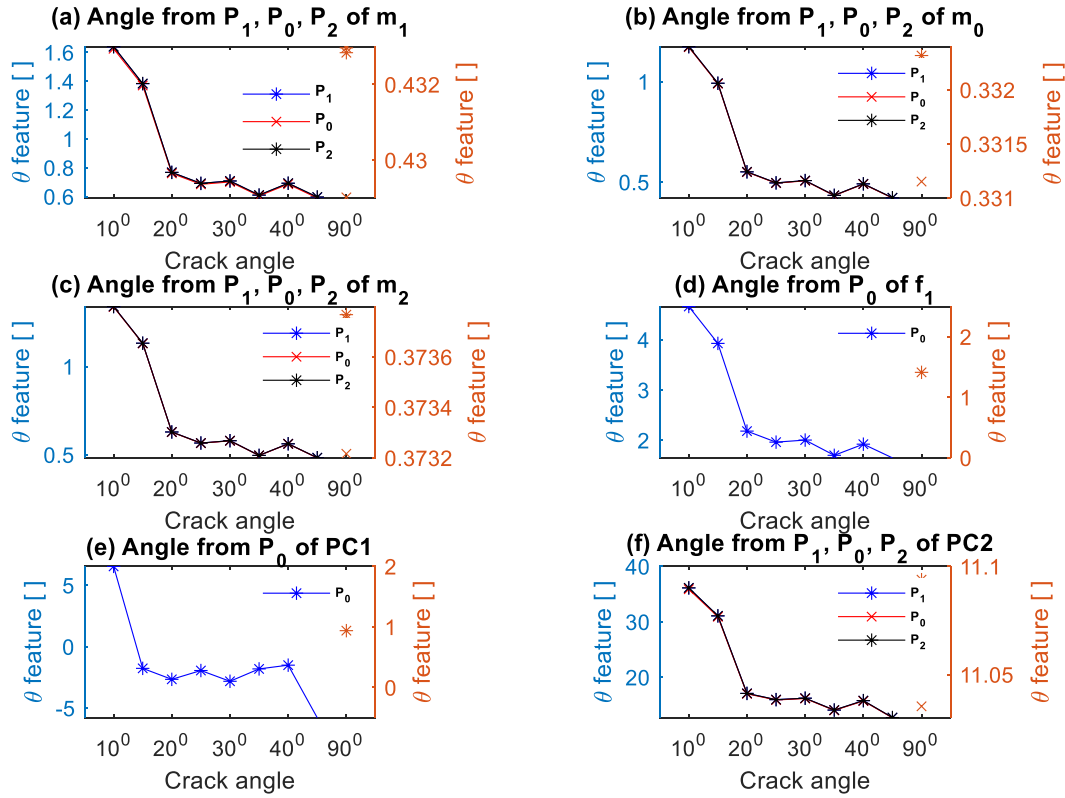 (a) Angle from P₁, P₀, P₂ of m₁
1.6
1.4
1.2
1
0.8
0.6
θ feature [ ]
P₁
P₀
P₂
0.432
0.43
θ feature [ ]
10⁰ 20⁰ 30⁰ 40⁰ 90⁰
Crack angle
(b) Angle from P₁, P₀, P₂ of m₀
1
0.5
θ feature [ ]
P₁
P₀
P₂
0.332
0.3315
0.331
θ feature [ ]
10⁰ 20⁰ 30⁰ 40⁰ 90⁰
Crack angle
(c) Angle from P₁, P₀, P₂ of m₂
1
0.5
θ feature [ ]
P₁
P₀
P₂
0.3736
0.3734
0.3732
θ feature [ ]
10⁰ 20⁰ 30⁰ 40⁰ 90⁰
Crack angle
(d) Angle from P₀ of f₁
4
3
2
θ feature [ ]
P₀
2
1
0
θ feature [ ]
10⁰ 20⁰ 30⁰ 40⁰ 90⁰
Crack angle
(e) Angle from P₀ of PC1
5
0
-5
θ feature [ ]
P₀
2
1
0
θ feature [ ]
10⁰ 20⁰ 30⁰ 40⁰ 90⁰
Crack angle
(f) Angle from P₁, P₀, P₂ of PC2
40
30
20
θ feature [ ]
P₁
P₀
P₂
11.1
11.05
θ feature [ ]
10⁰ 20⁰ 30⁰ 40⁰ 90⁰
Crack angle